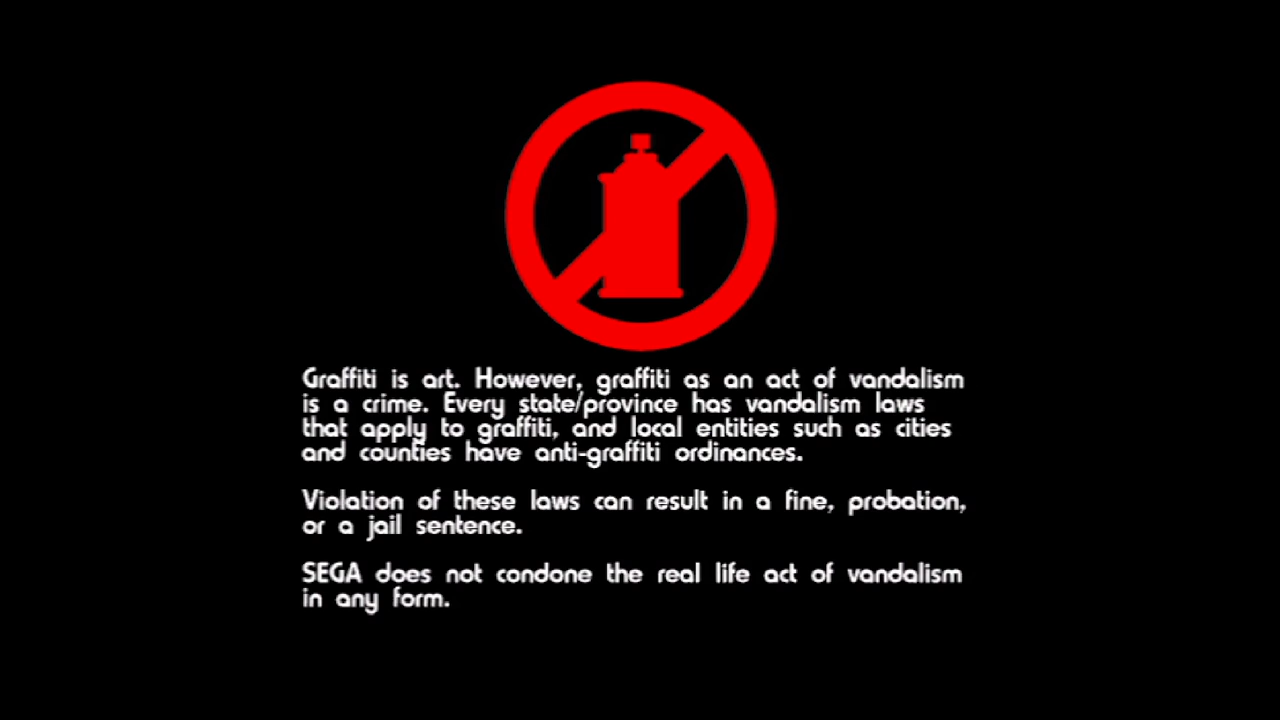 Graffiti is art. However, graffiti as an act of vandalism
is a crime. Every state/province has vandalism laws
that apply to graffiti, and local entities such as cities
and counties have anti-graffiti ordinances.
Violation of these laws can result in a fine, probation,
or a jail sentence.
SEGA does not condone the real life act of vandalism
in any form.